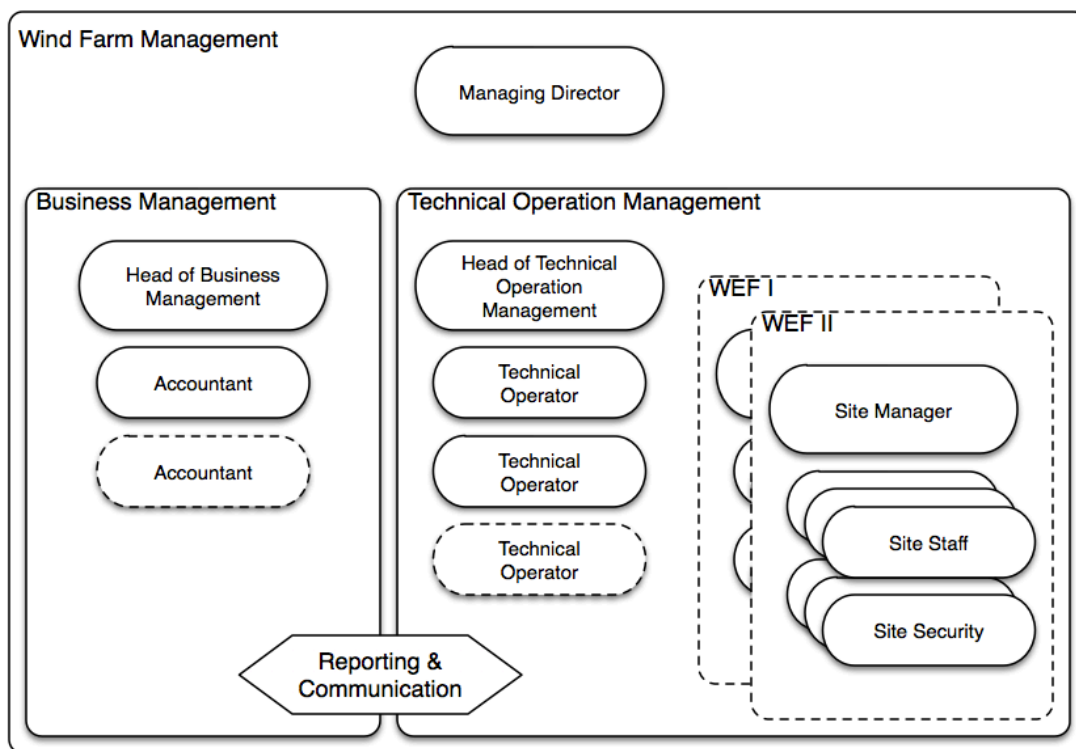 Wind Farm Management
Managing Director
Business Management
Head of Business
Management
Accountant
Accountant
Technical Operation Management
Head of Technical
Operation
Management
Technical
Operator
Technical
Operator
Technical
Operator
WEF I
WEF II
Site Manager
Site Staff
Site Security
Reporting &
Communication